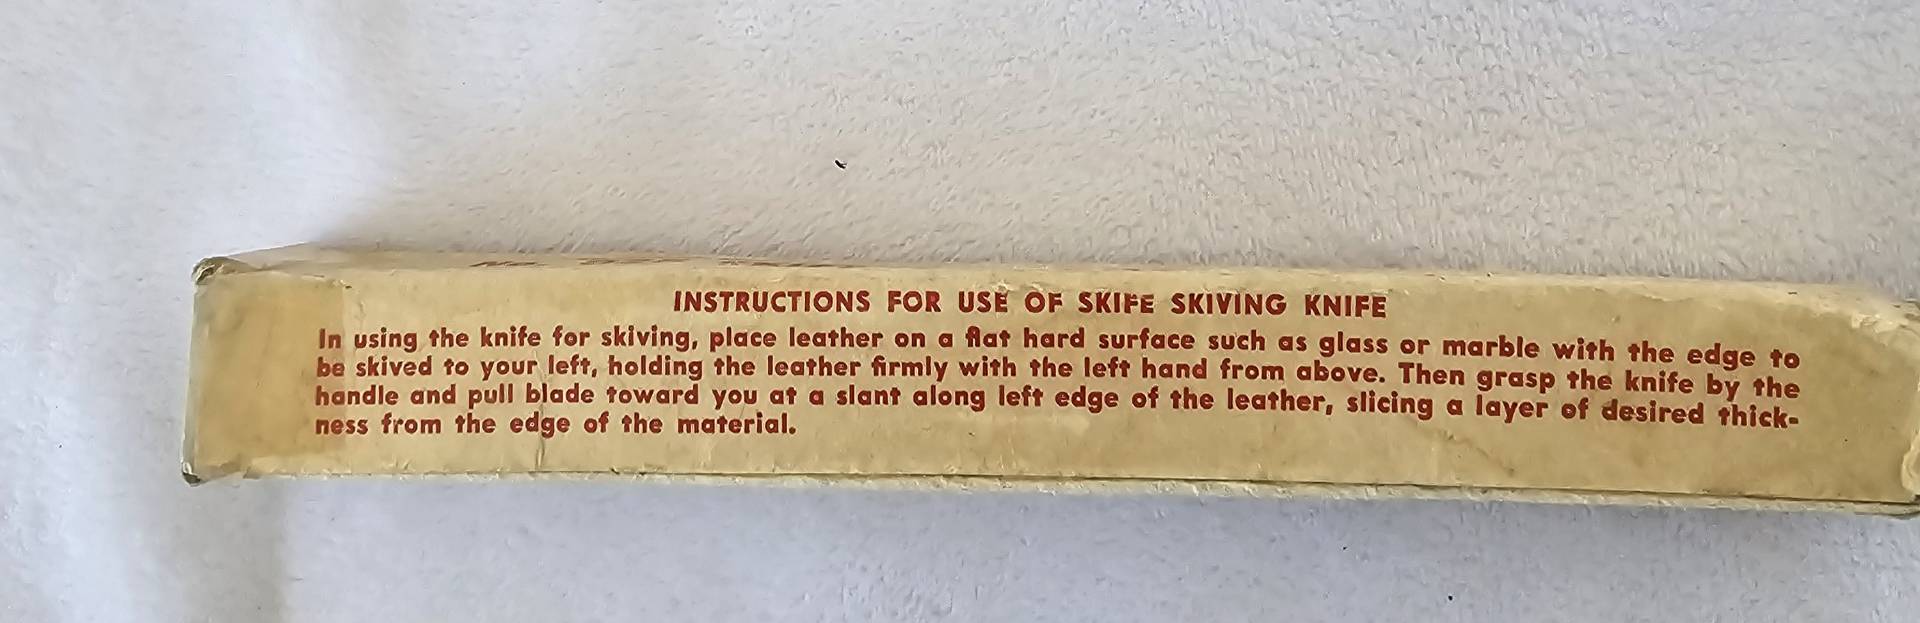 INSTRUCTIONS FOR USE OF SKIFE SKIVING KNIFE
In using the knife for skiving, place leather on a flat hard surface such as glass or marble with the edge to
be skived to your left, holding the leather firmly with the left hand from above. Then grasp the knife by the
handle and pull blade toward you at a slant along left edge of the leather, slicing a layer of desired thick-
ness from the edge of the material.